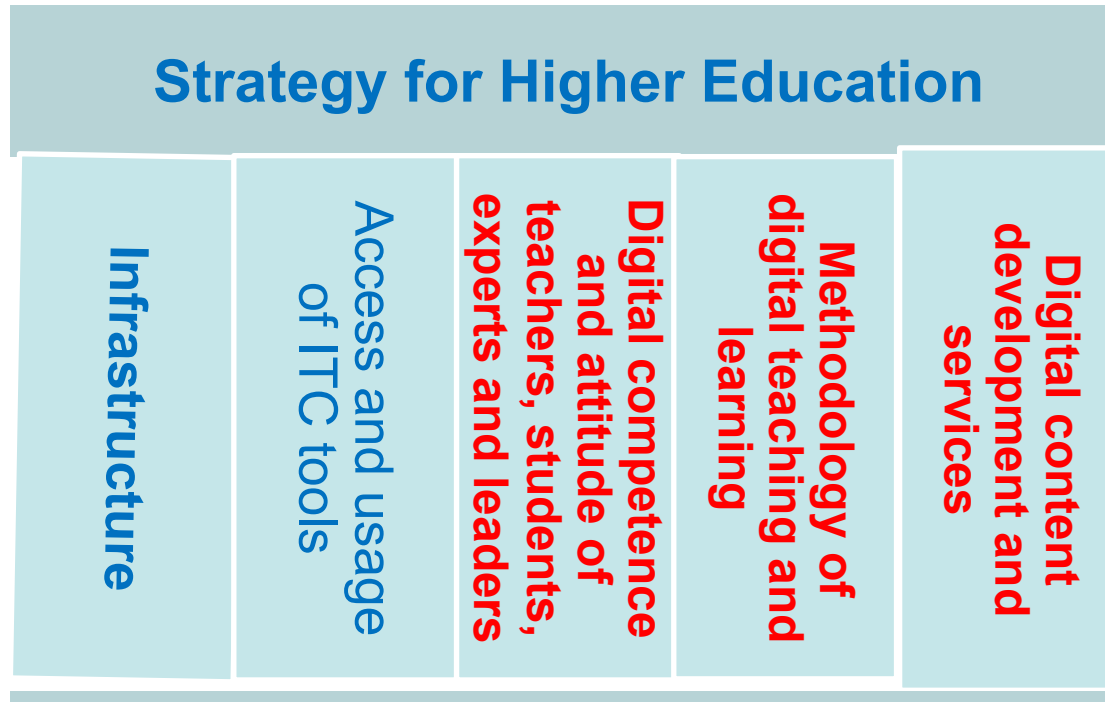 Strategy for Higher Education
Infrastructure
Access and usage
of ITC tools
Digital competence
and attitude of
teachers, students,
experts and leaders
Methodology of
digital teaching and
learning
Digital content
development and
services